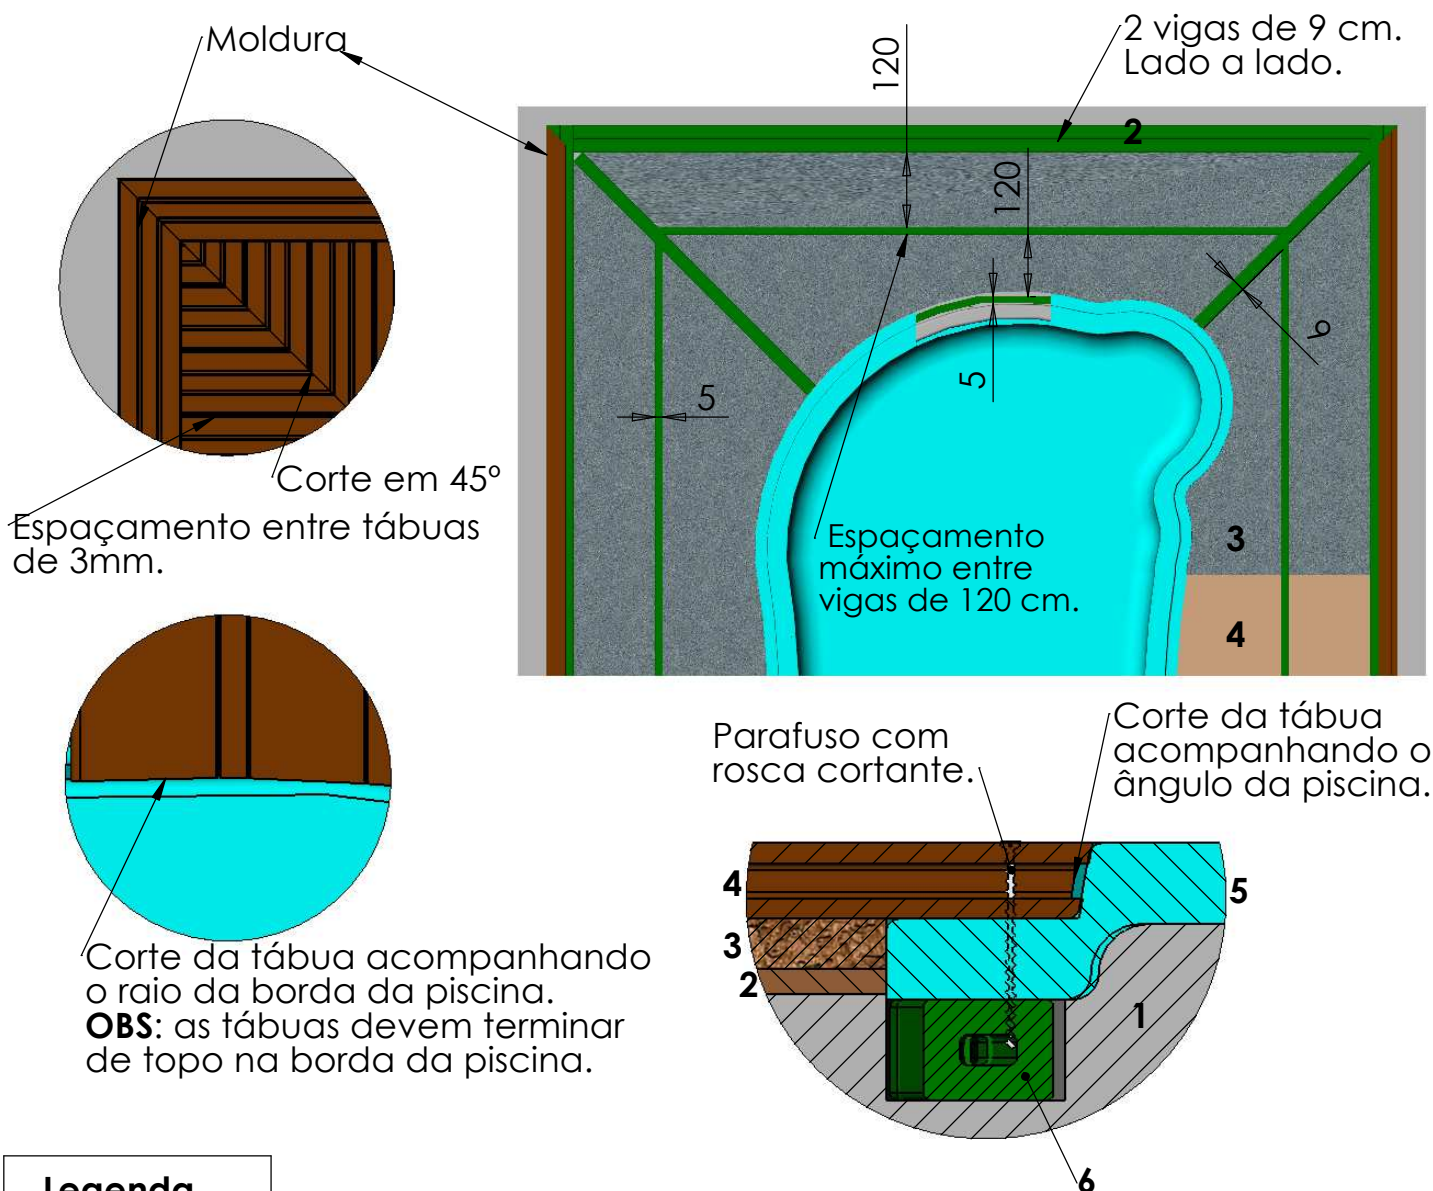 Moldura
120
2 vigas de 9 cm.
Lado a lado.
2
120
9
5
5
Corte em 45º
Espaçamento entre tábuas
de 3mm.
Espaçamento
máximo entre
vigas de 120 cm.
3
4
Parafuso com
rosca cortante.
Corte da tábua
acompanhando o
ângulo da piscina.
4
5
3
2
1
6
Corte da tábua acompanhando
o raio da borda da piscina.
OBS: as tábuas devem terminar
de topo na borda da piscina.
Legenda